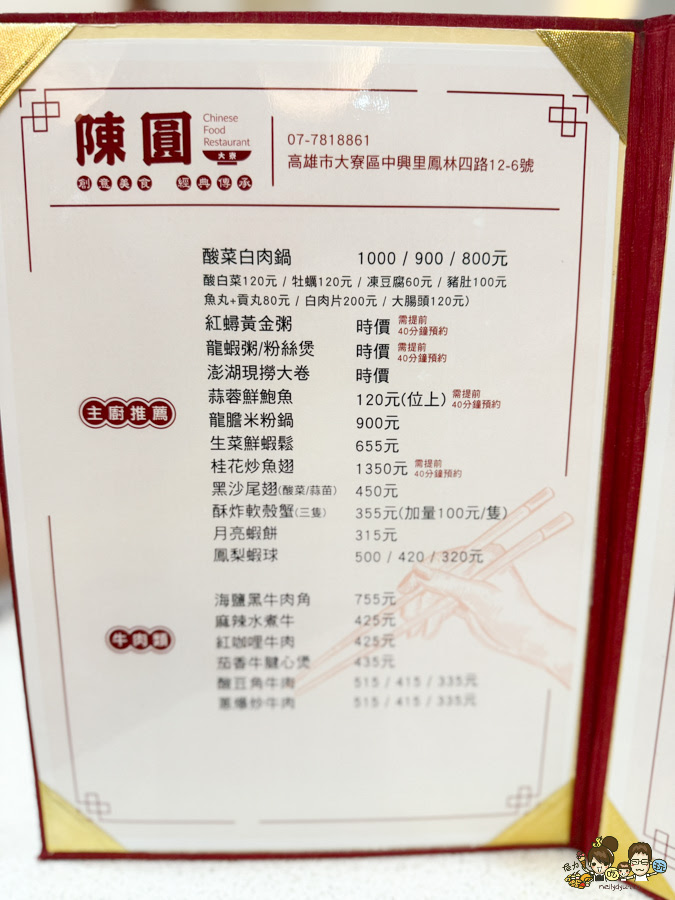 陳圓
Chinese
Food
Restaurant
大寮
創意美食 經典傳承
07-7818861
高雄市大寮區中興里鳳林四路12-6號
主廚推薦
酸菜白肉鍋 1000 / 900 / 800元
酸白菜120元 / 牡蠣120元 / 凍豆腐60元 / 豬肚100元
魚丸+貢丸80元 / 白肉片200元 / 大腸頭120元)
紅蟳黃金粥 時價 需提前40分鐘預約
龍蝦粥/粉絲煲 時價 需提前40分鐘預約
澎湖現撈大卷 時價
蒜蓉鮮鮑魚 120元(位上) 需提前40分鐘預約
龍膽米粉鍋 900元
生菜鮮蝦鬆 655元
桂花炒魚翅 1350元 需提前40分鐘預約
黑沙尾翅(酸菜/蒜苗) 450元
酥炸軟殼蟹(三隻) 355元(加量100元/隻)
月亮蝦餅 315元
鳳梨蝦球 500 / 420 / 320元
牛肉類
海鹽黑牛肉角 755元
麻辣水煮牛 425元
紅咖哩牛肉 425元
茄香牛腱心煲 435元
酸豆角牛肉 515 / 415 / 335元
蔥爆炒牛肉 515 / 415 / 335元